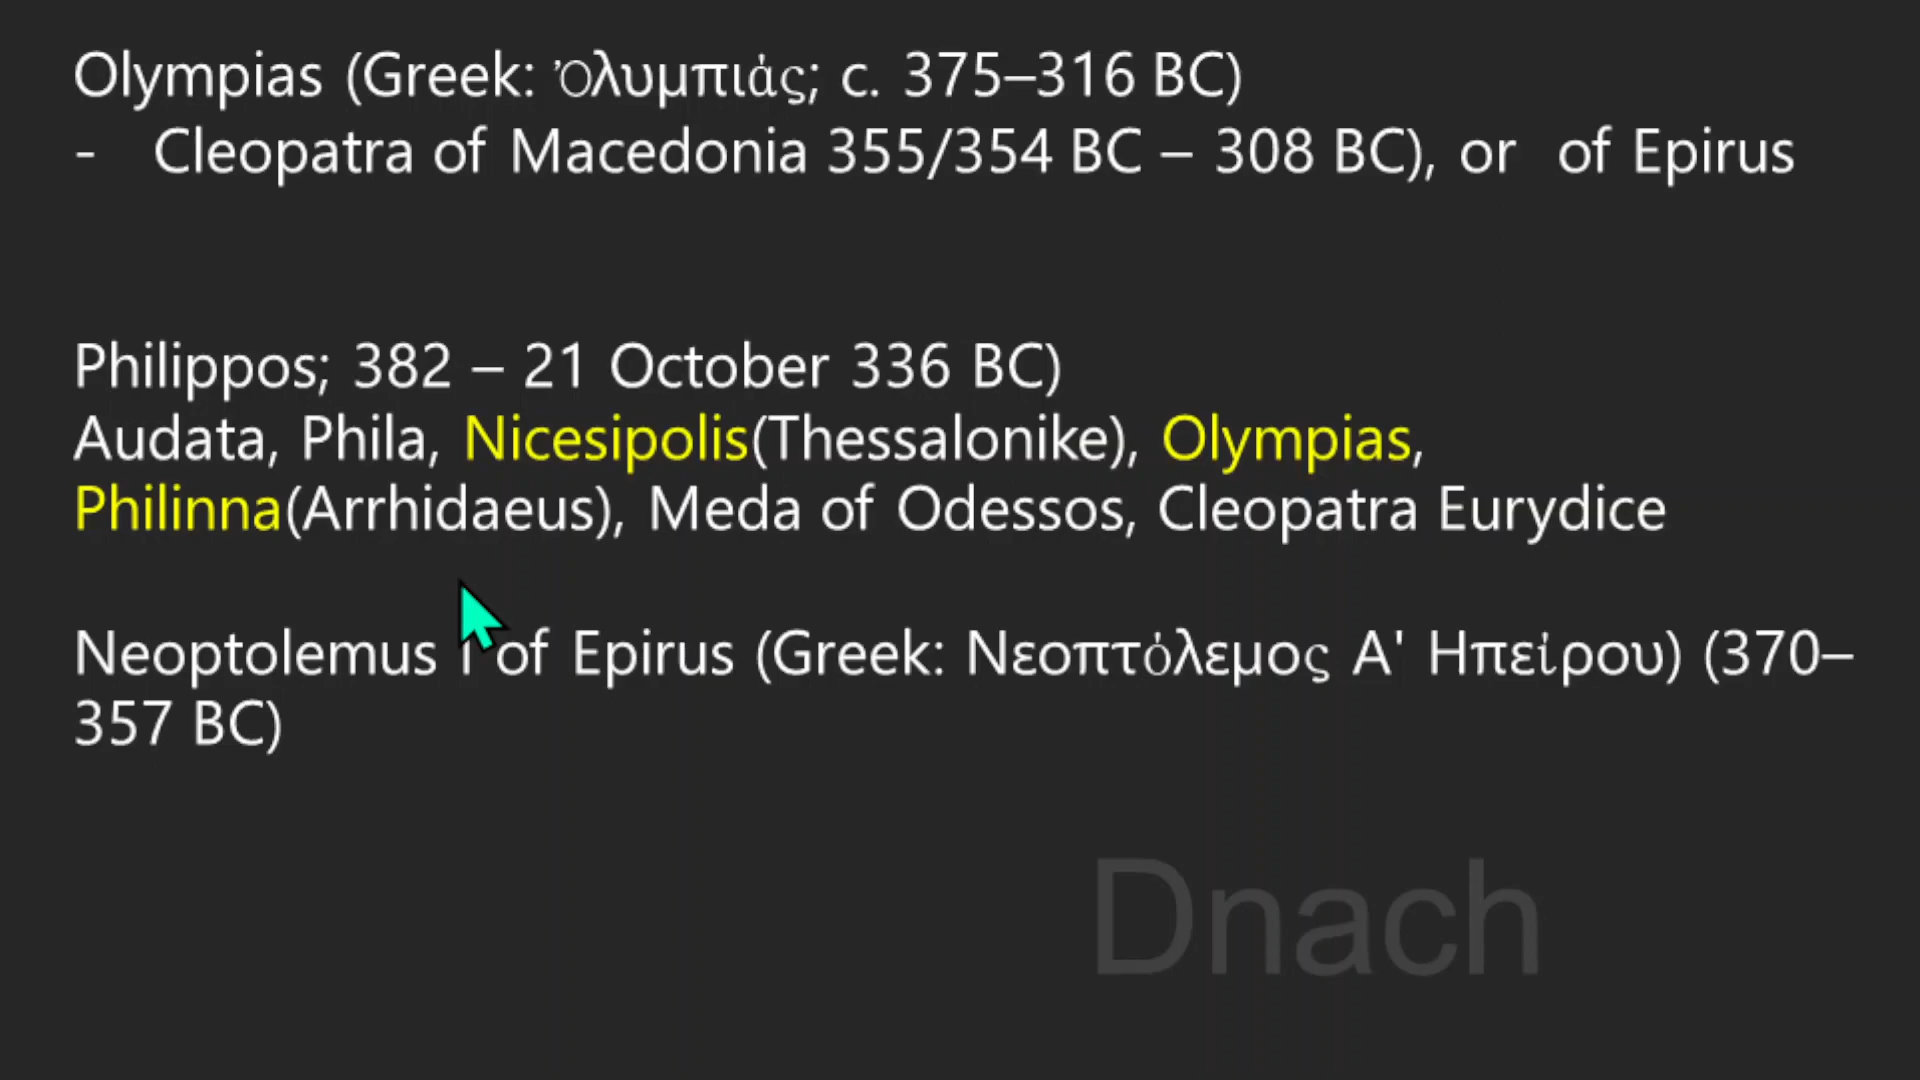 Olympias (Greek: Ὀλυμπιάς; c. 375–316 BC)
- Cleopatra of Macedonia 355/354 BC – 308 BC), or of Epirus
Philippos; 382 – 21 October 336 BC)
Audata, Phila, Nicesipolis(Thessalonike), Olympias,
Philinna(Arrhidaeus), Meda of Odessos, Cleopatra Eurydice
Neoptolemus I of Epirus (Greek: Νεοπτόλεμος Α' Ηπείρου) (370–
357 BC)
Dnach